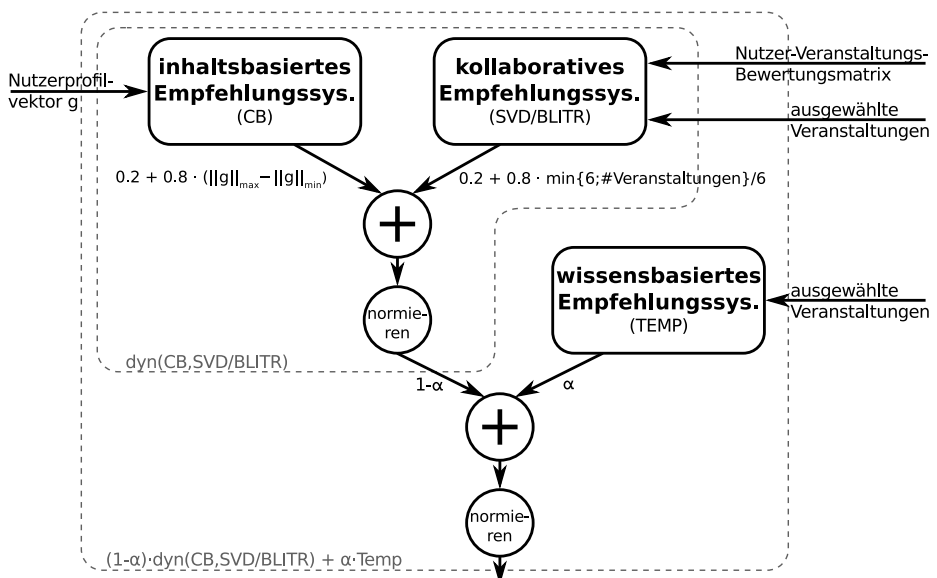 inhaltsbasiertes
Empfehlungssys.
(CB)
kollaboratives
Empfehlungssys.
(SVD/BLITR)
Nutzer-Veranstaltungs-
Bewertungsmatrix
Nutzerprofil-
vektor g
ausgewählte
Veranstaltungen
0.2 + 0.8 · (||g||max−||g||min)
0.2 + 0.8 · min{6;#Veranstaltungen}/6
+
wissensbasiertes
Empfehlungssys.
(TEMP)
ausgewählte
Veranstaltungen
normie-
ren
dyn(CB,SVD/BLITR)
1-α
α
+
normie-
ren
(1-α)·dyn(CB,SVD/BLITR) + α·Temp